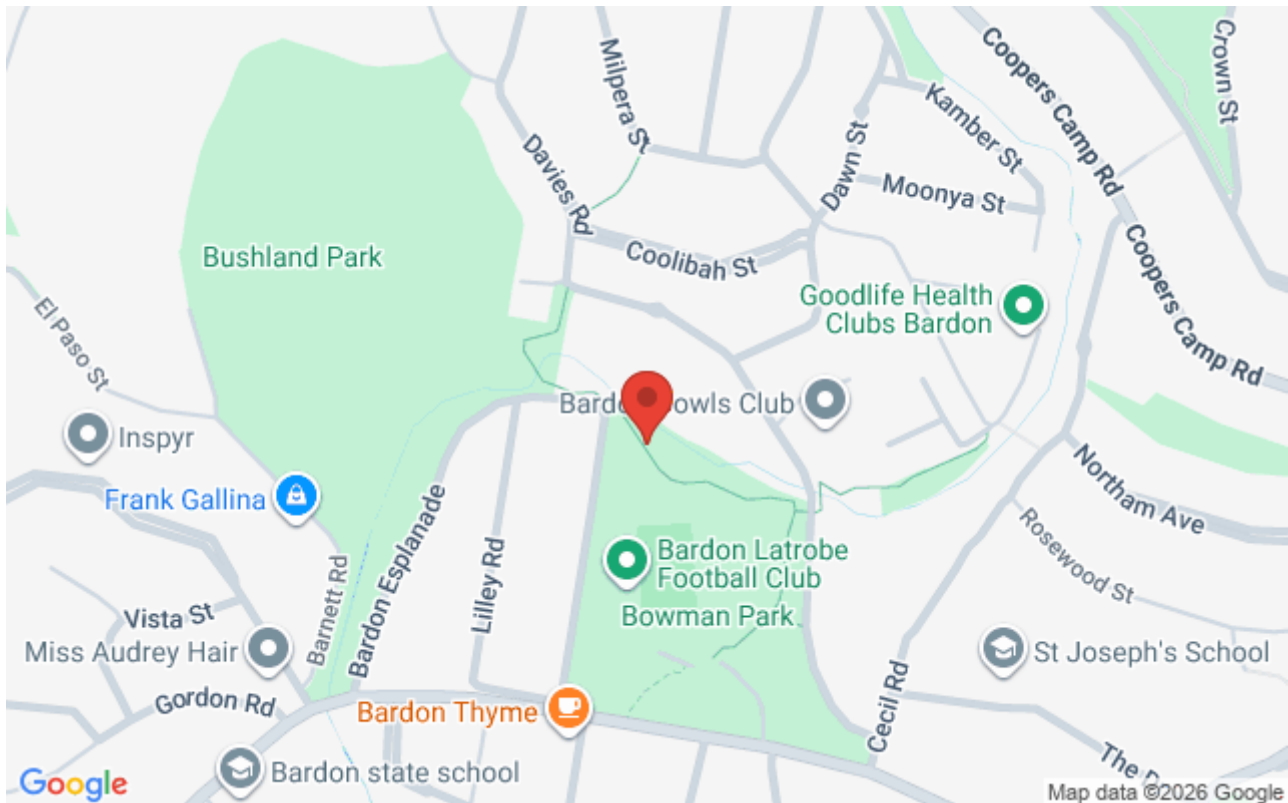 Milpera St
Coopers Camp Rd
Crown St
Kamber St
Dawn St
Davies Rd
Moonya St
Bushland Park
Coolibah St
Coopers Camp Rd
Goodlife Health
Clubs Bardon
El Paso St
Club
Inspyr
Frank Gallina
Northam Ave
Bardon Esplanade
Rosewood St
Lilley Rd
Bardon Latrobe
Football Club
Bowman Park
Barnett Rd
Vista St
Miss Audrey Hair
St Joseph's School
Gordon Rd
Cecil Rd
Bardon Thyme
The
Bardon state school
Google
Map data ©2026 Google